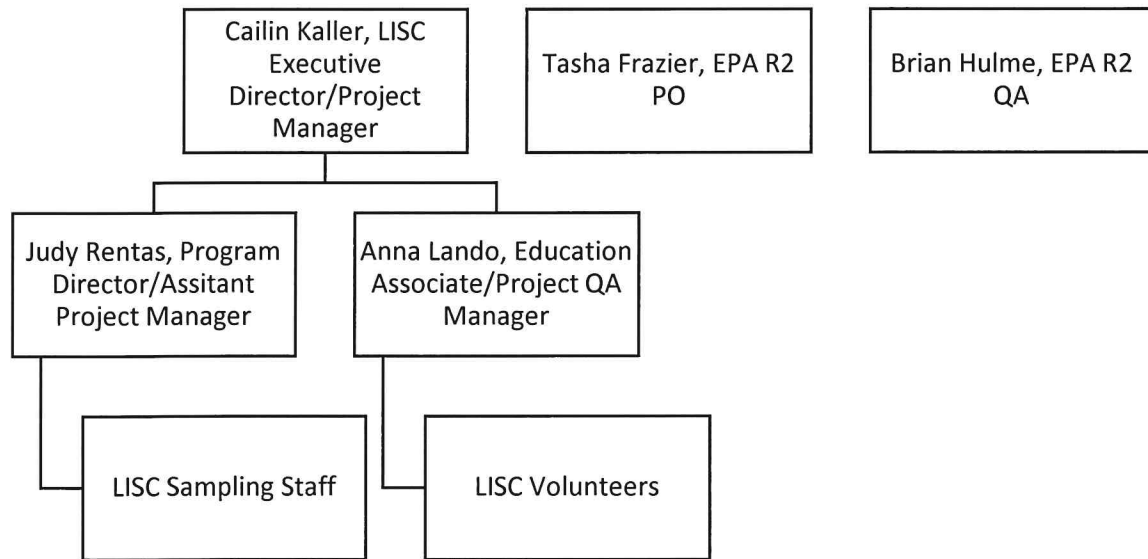 Cailin Kaller, LISC
Executive
Director/Project
Manager
Tasha Frazier, EPA R2
PO
Brian Hulme, EPA R2
QA
Judy Rentas, Program
Director/Assitant
Project Manager
Anna Lando, Education
Associate/Project QA
Manager
LISC Sampling Staff
LISC Volunteers